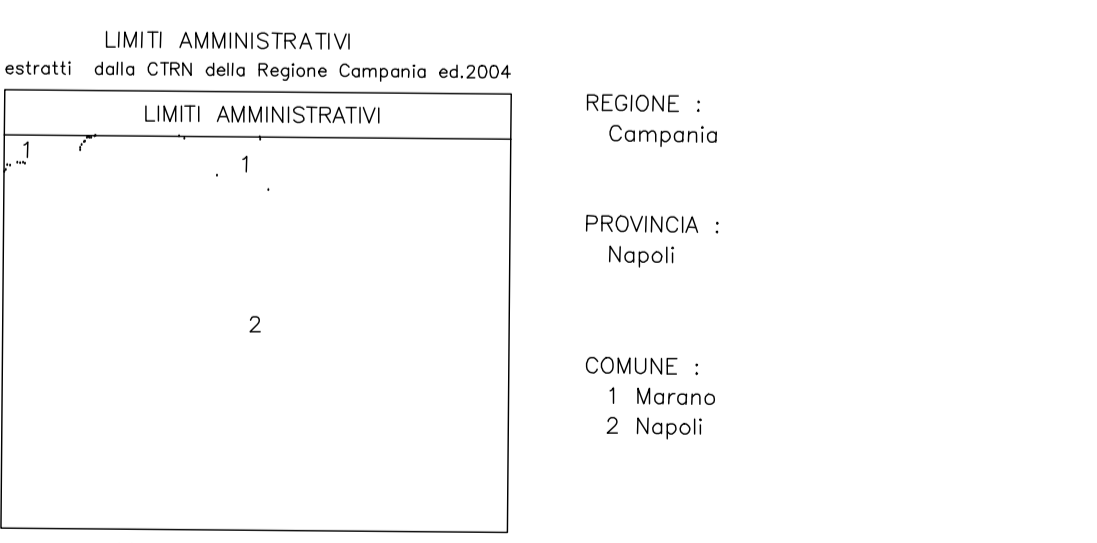 LIMITI AMMINISTRATIVI
estratti dalla CTRN della Regione Campania ed.2004
LIMITI AMMINISTRATIVI
1
1
2
REGIONE :
Campania
PROVINCIA :
Napoli
COMUNE :
1 Marano
2 Napoli